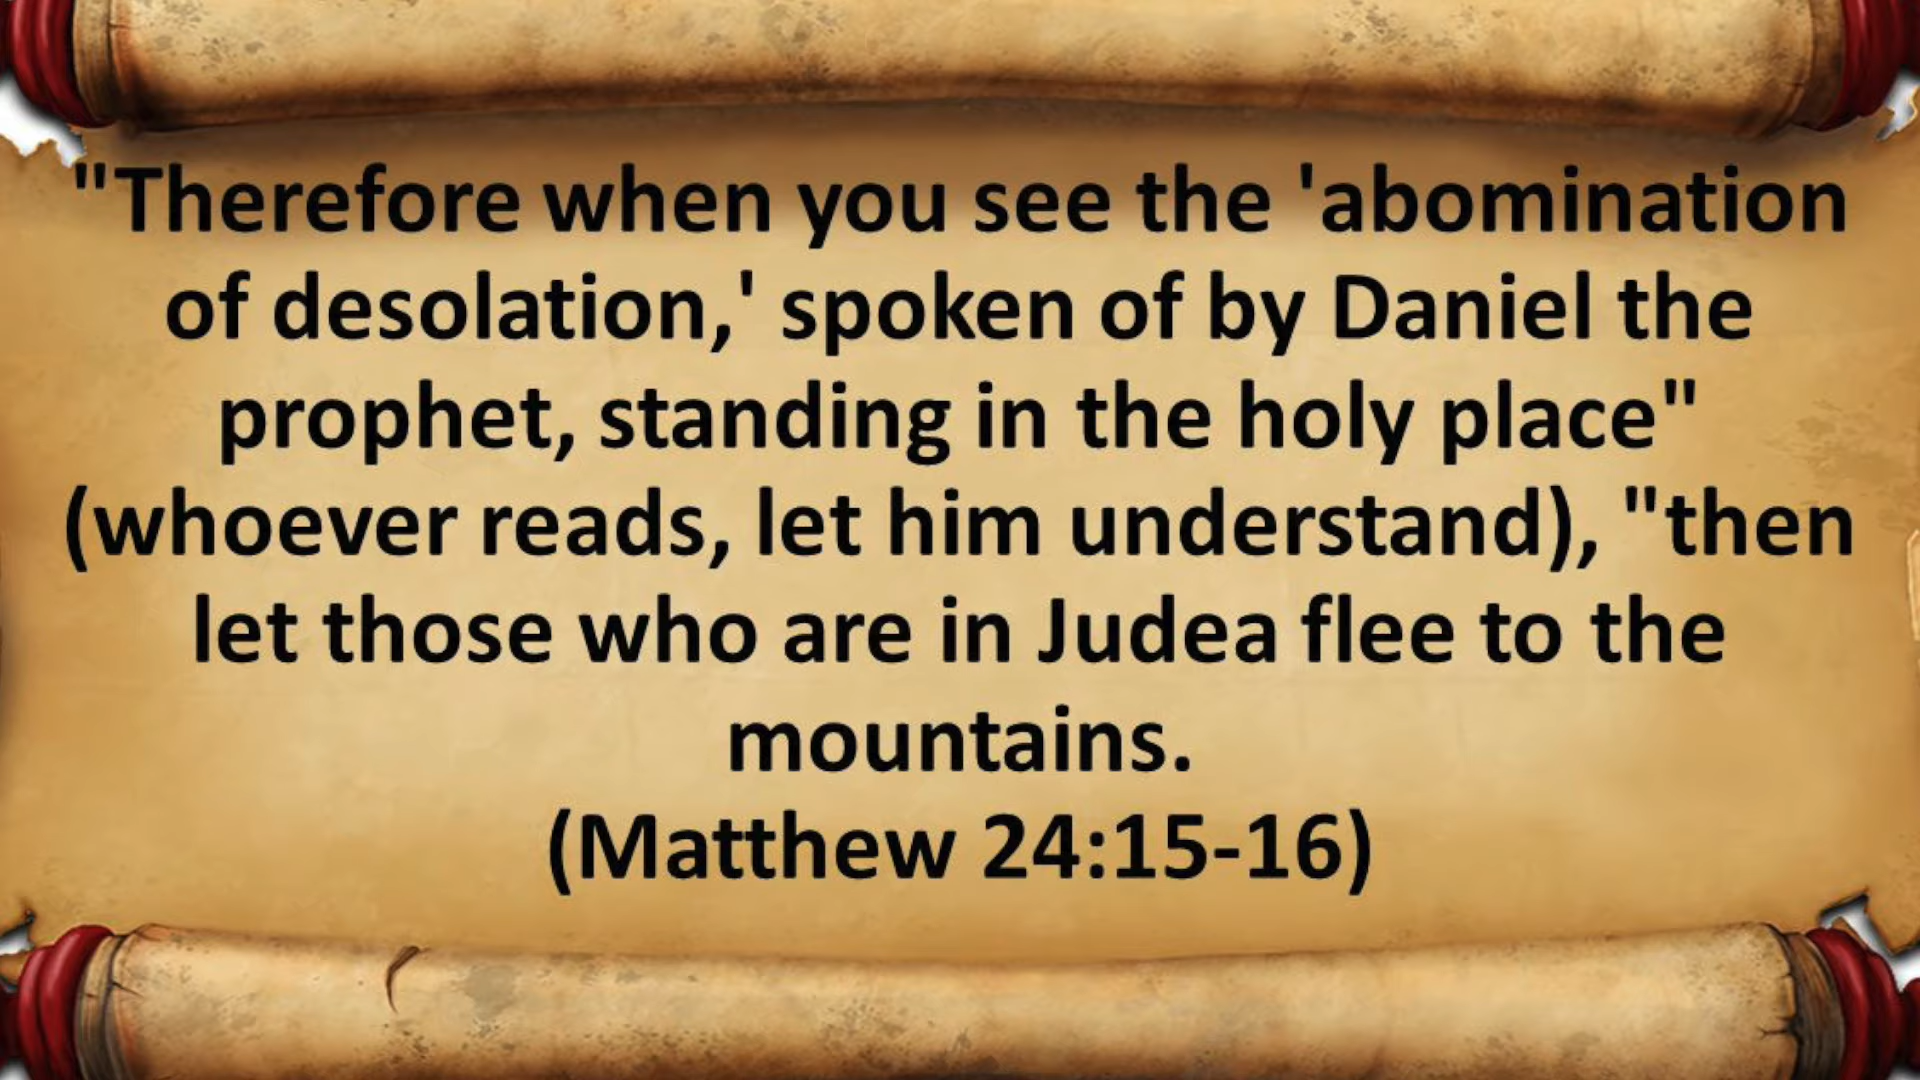 "Therefore when you see the 'abomination
of desolation,' spoken of by Daniel the
prophet, standing in the holy place"
(whoever reads, let him understand), "then
let those who are in Judea flee to the
mountains.
(Matthew 24:15-16)